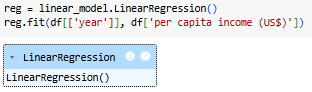 reg = linear_model.LinearRegression()
reg.fit(df[['year']], df['per capita income (US$)'])
LinearRegression
LinearRegression()